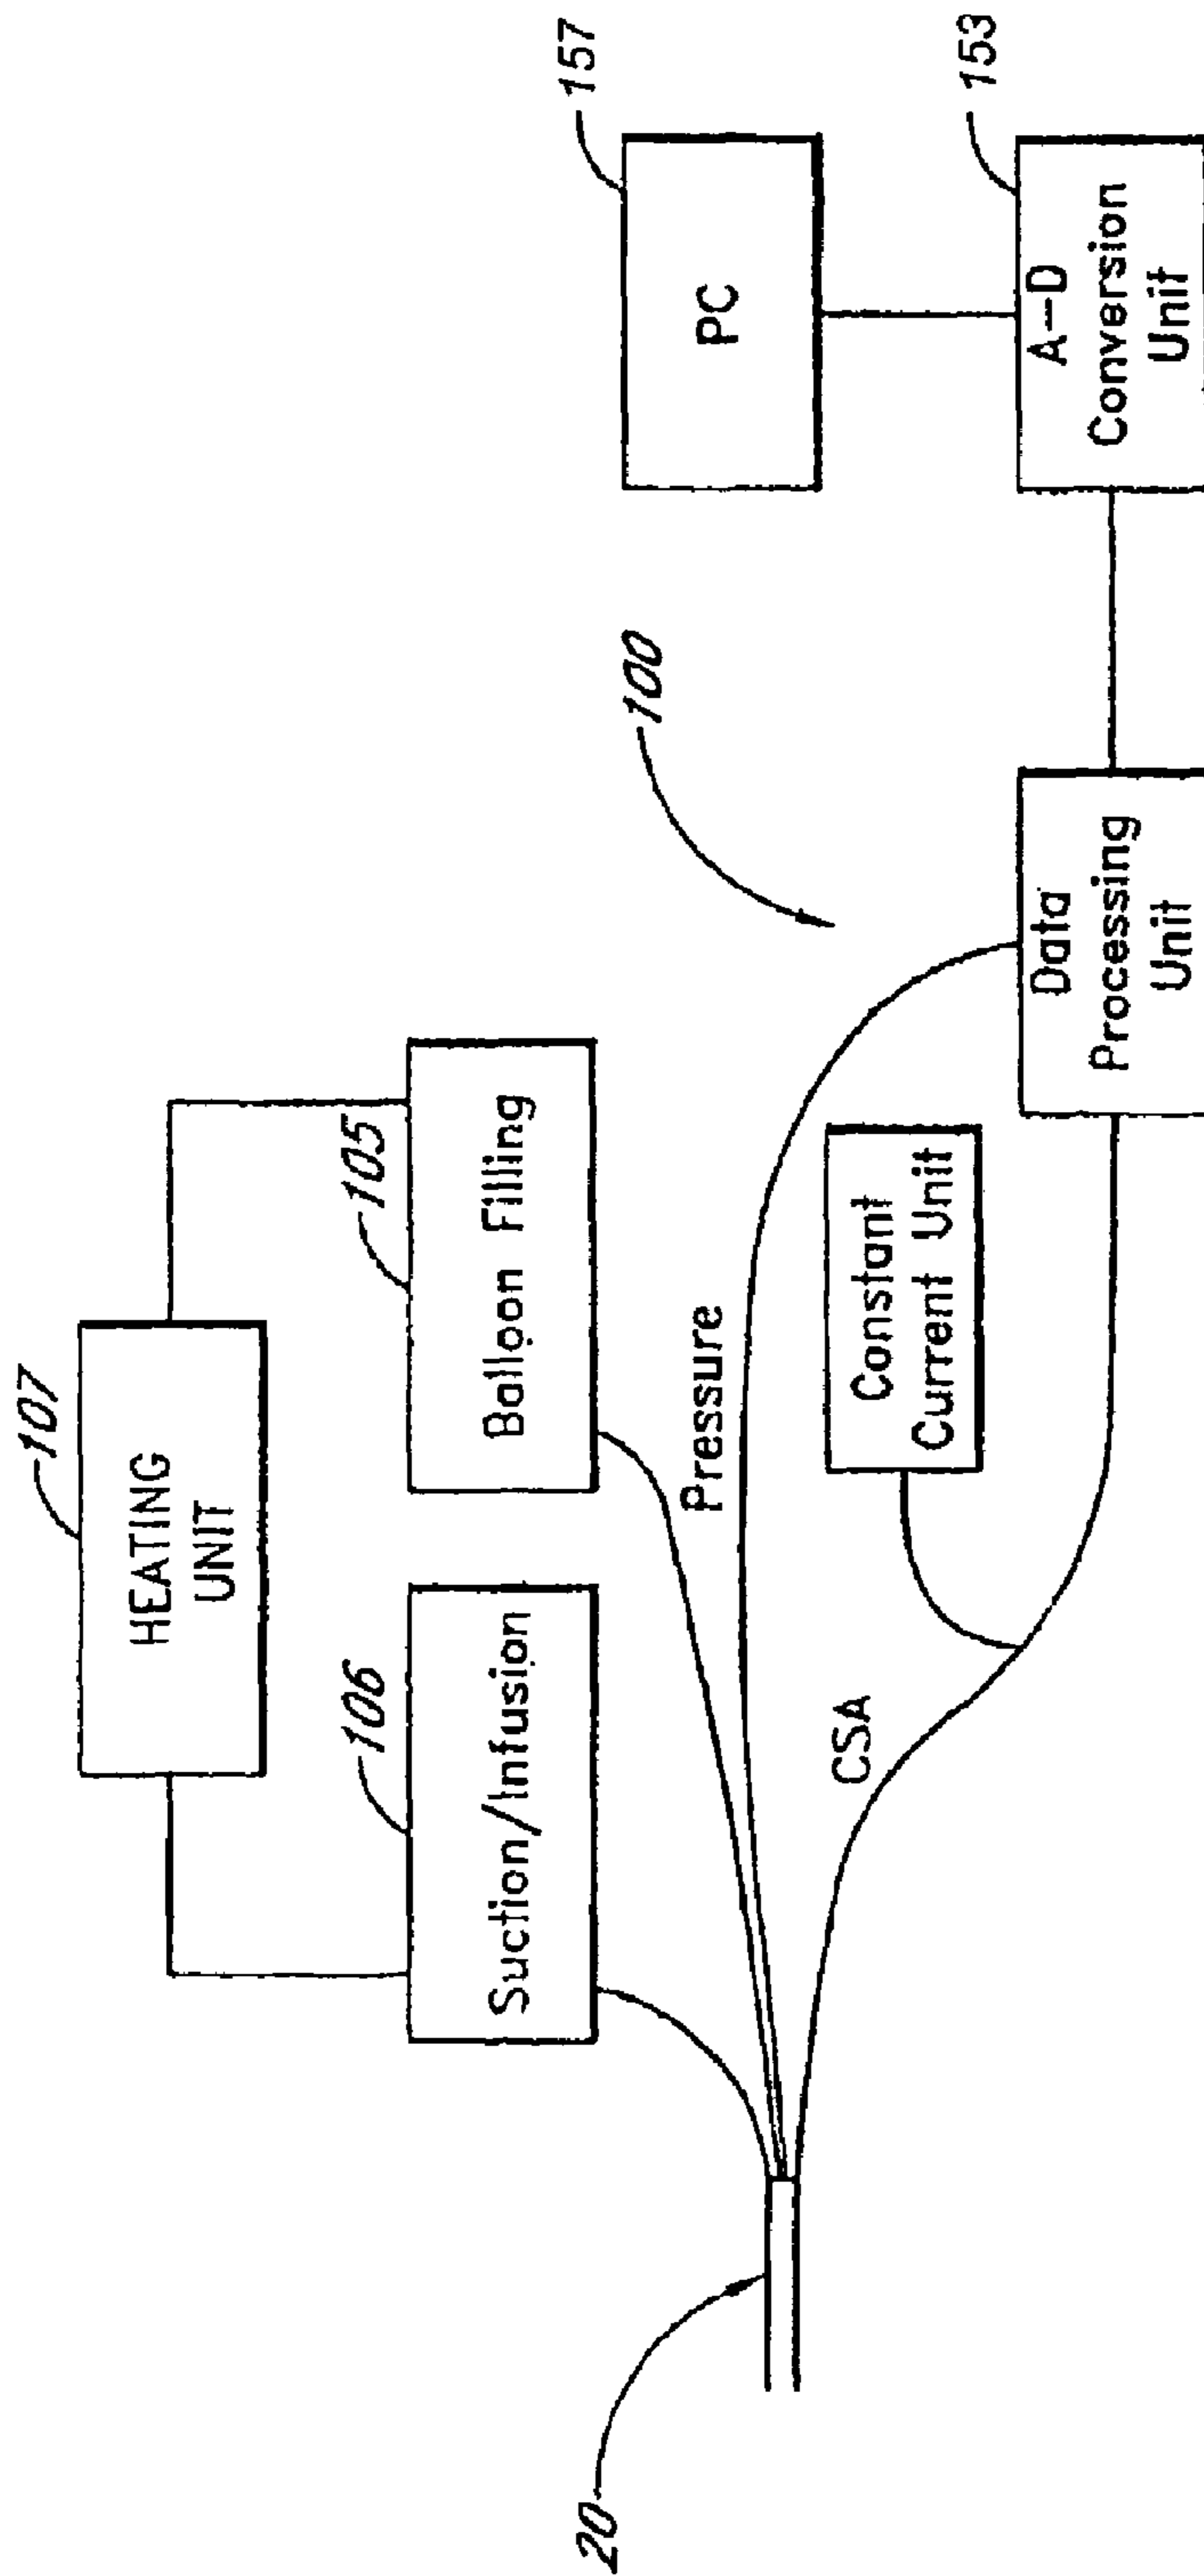 107
HEATING
UNIT
106
Suction/Infusion
105
Balloon Filling
157
PC
100
20
Pressure
CSA
Constant
Current Unit
Data
Processing
Unit
153
A-D
Conversion
Unit